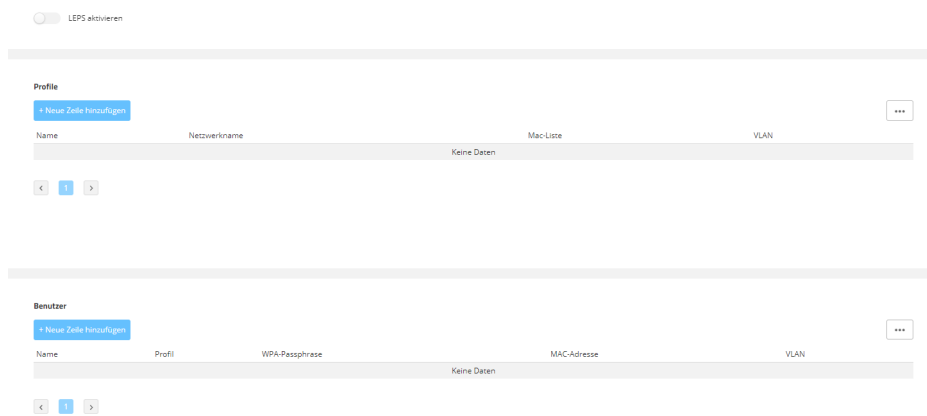 LEPS aktivieren
Profile
+ Neue Zeile hinzufügen
•••
Name Netzwerkname Mac-Liste VLAN
Keine Daten
‹ 1 ›
Benutzer
+ Neue Zeile hinzufügen
•••
Name Profil WPA-Passphrase MAC-Adresse VLAN
Keine Daten
‹ 1 ›